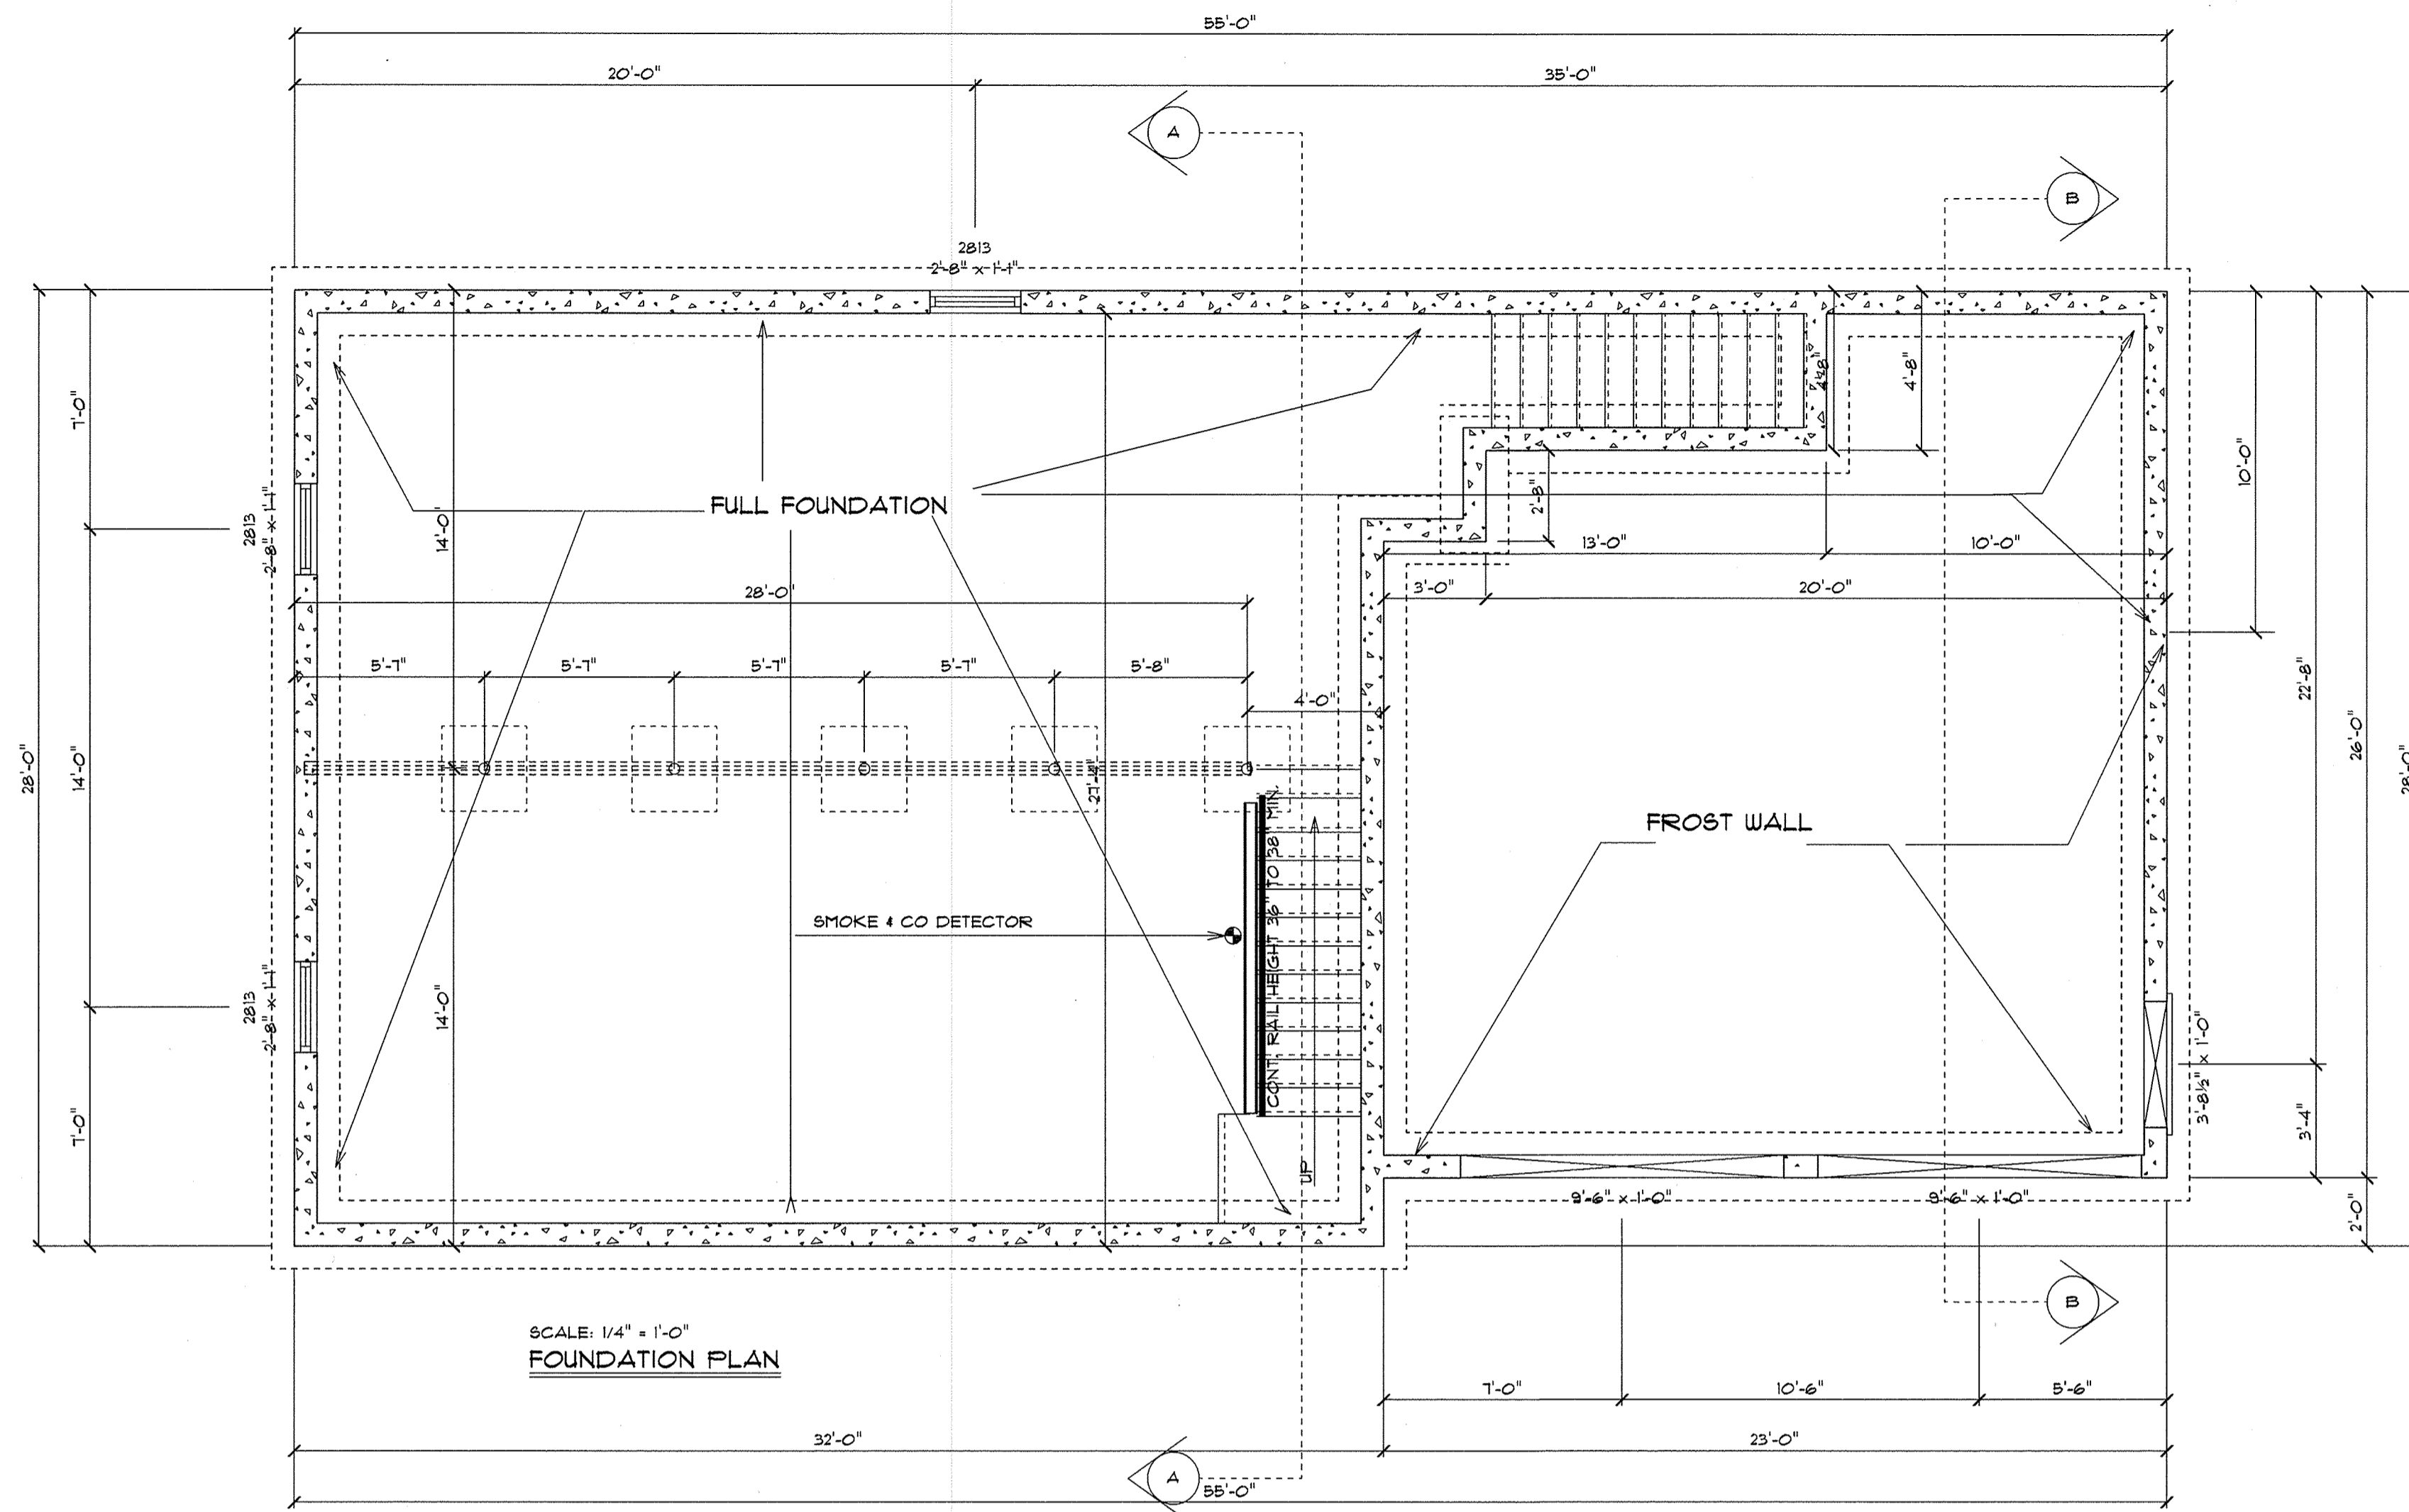 55'-0"
20'-0"
35'-0"
A
B
2813
2'-8" x 1'-1"
7'-0"
14'-0"
7'-0"
28'-0"
2813
2'-8" x 1'-1"
2813
2'-8" x 1'-1"
4'-8"
4'-8"
10'-0"
FULL FOUNDATION
14'-0"
2'-8"
13'-0"
10'-0"
28'-0"
3'-0"
20'-0"
5'-7"
5'-7"
5'-7"
5'-7"
5'-8"
4'-0"
22'-8"
26'-0"
28'-0"
27'-4"
FROST WALL
SMOKE & CO DETECTOR
CONT. RAIL HEIGHT 36" TO 38" MIN.
14'-0"
UP
3'-8½" x 1'-0"
3'-4"
2'-0"
9'-6" x 1'-0"
9'-6" x 1'-0"
B
SCALE: 1/4" = 1'-0"
FOUNDATION PLAN
7'-0"
10'-6"
5'-6"
32'-0"
23'-0"
A
55'-0"